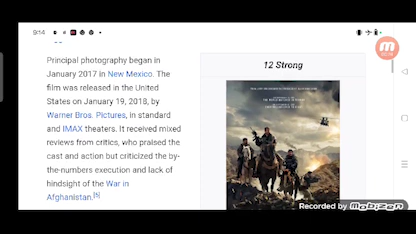 9:14
Principal photography began in
January 2017 in New Mexico. The
film was released in the United
States on January 19, 2018, by
Warner Bros. Pictures, in standard
and IMAX theaters. It received mixed
reviews from critics, who praised the
cast and action but criticized the by-
the-numbers execution and lack of
hindsight of the War in
Afghanistan.[5]
12 Strong
Recorded by Mobizen